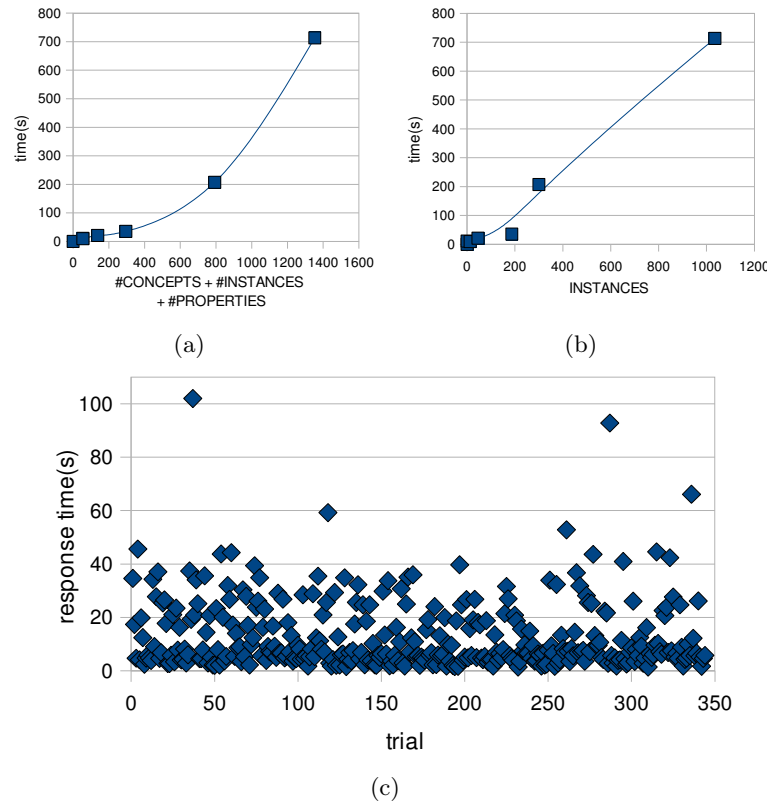 800
700
600
500
400
300
200
100
0
time(s)
0 200 400 600 800 1000 1200 1400 1600
#CONCEPTS + #INSTANCES
+ #PROPERTIES
(a)
800
700
600
500
400
300
200
100
0
time(s)
0 200 400 600 800 1000 1200
INSTANCES
(b)
100
80
60
40
20
0
response time(s)
0 50 100 150 200 250 300 350
trial
(c)